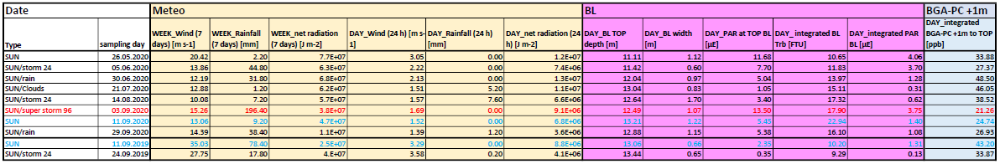 Date Meteo BL BGA-PC +1m
Type sampling day WEEK_Wind (7 days) [m s-1] WEEK_Rainfall (7 days) [mm] WEEK_net radiation (7 days) [J m-2] DAY_Wind (24 h) [m s-1] DAY_Rainfall (24 h) [mm] DAY_net radiation (24 h) [J m-2] DAY_BL TOP depth [m] DAY_BL width [m] DAY_PAR at TOP BL [µE] DAY_ integrated BL Trb [FTU] DAY_integrated PAR BL [µE] DAY_integrated BGA-PC +1m to TOP [ppb]
SUN 26.05.2020 20.42 2.20 7.7E+07 3.05 0.00 1.2E+07 11.11 1.12 11.68 10.65 4.06 33.88
SUN/storm 24 05.06.2020 13.86 44.80 6.3E+07 2.22 0.00 7.4E+06 11.42 0.60 7.70 11.83 3.70 27.37
SUN/rain 30.06.2020 12.19 31.80 6.8E+07 2.13 0.00 1.3E+07 12.04 0.97 5.04 13.97 1.28 48.50
SUN/Clouds 21.07.2020 12.88 1.20 6.2E+07 1.51 5.20 1.1E+07 13.04 0.83 1.05 15.11 0.31 46.05
SUN/storm 24 14.08.2020 10.08 7.20 5.7E+07 1.57 7.60 6.6E+06 12.64 1.70 3.40 17.32 0.62 38.52
SUN/super storm 96 03.09.2020 15.26 196.40 3.8E+07 1.69 0.00 9.1E+06 12.49 1.07 13.50 17.90 3.75 21.26
SUN 11.09.2020 13.06 9.20 4.7E+07 1.52 0.00 6.8E+06 13.21 1.22 5.45 22.94 1.40 24.74
SUN/rain 29.09.2020 14.39 38.40 1.1E+07 1.39 1.20 3.6E+06 12.88 1.15 5.38 16.10 1.08 26.93
SUN 11.09.2019 35.03 78.40 2.5E+07 3.29 0.00 8.8E+06 13.06 0.66 2.35 10.20 1.31 43.20
SUN/storm 24 24.09.2019 27.75 17.80 4.E+07 3.58 0.20 4.1E+06 13.44 0.65 0.35 9.29 0.13 33.87